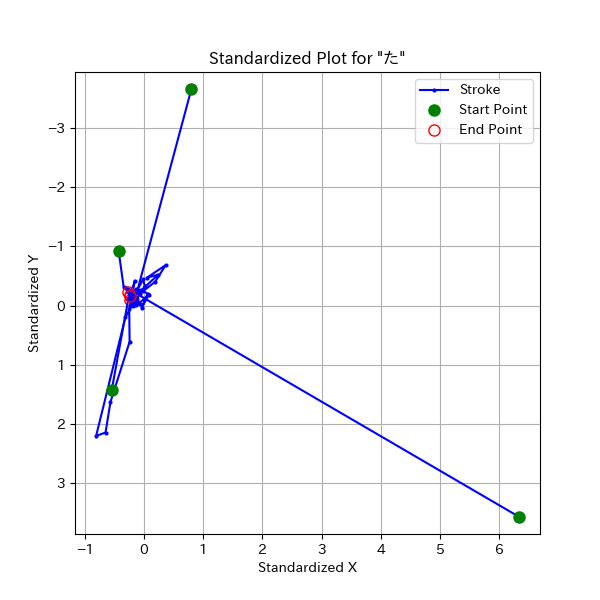 Standardized Plot for "た"
Stroke
Start Point
End Point
−3
−2
−1
0
1
2
3
Standardized Y
−1 0 1 2 3 4 5 6
Standardized X